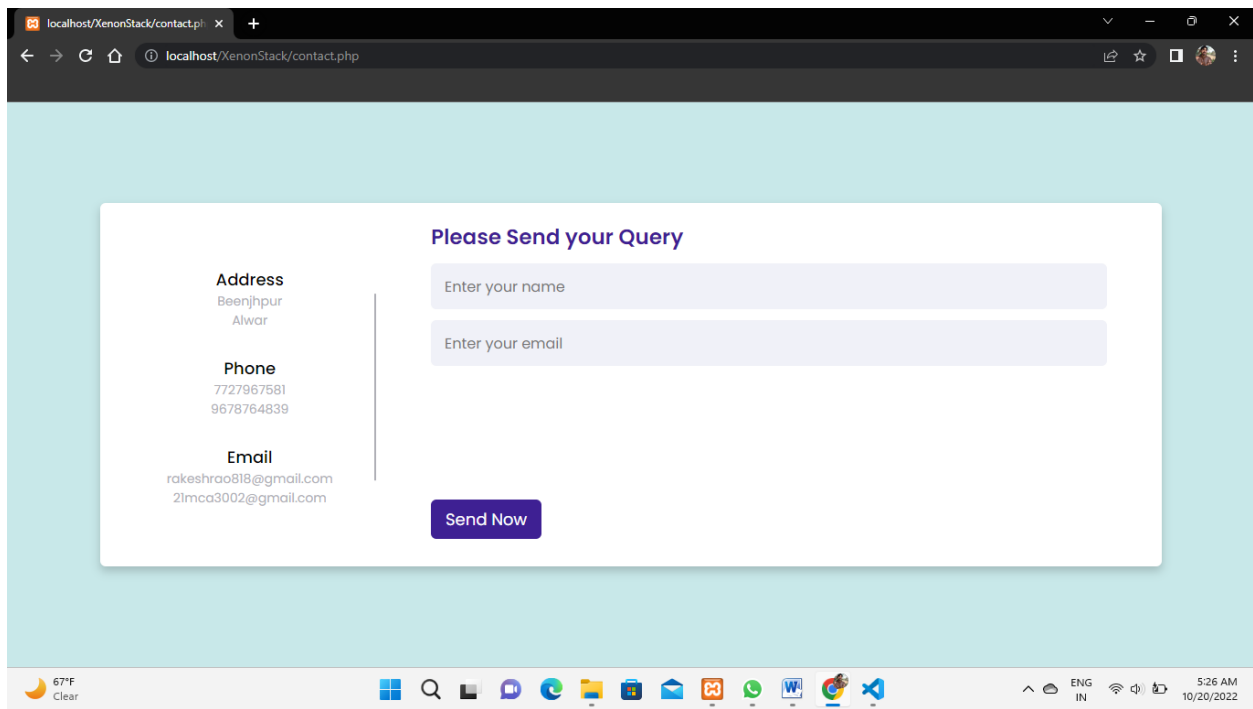 localhost/XenonStack/contact.ph
localhost/XenonStack/contact.php
Please Send your Query
Enter your name
Enter your email
Send Now
Address
Beenjhpur
Alwar
Phone
7727967581
9678764839
Email
rakeshrao818@gmail.com
21mca3002@gmail.com
67°F
Clear
ENG
IN
5:26 AM
10/20/2022